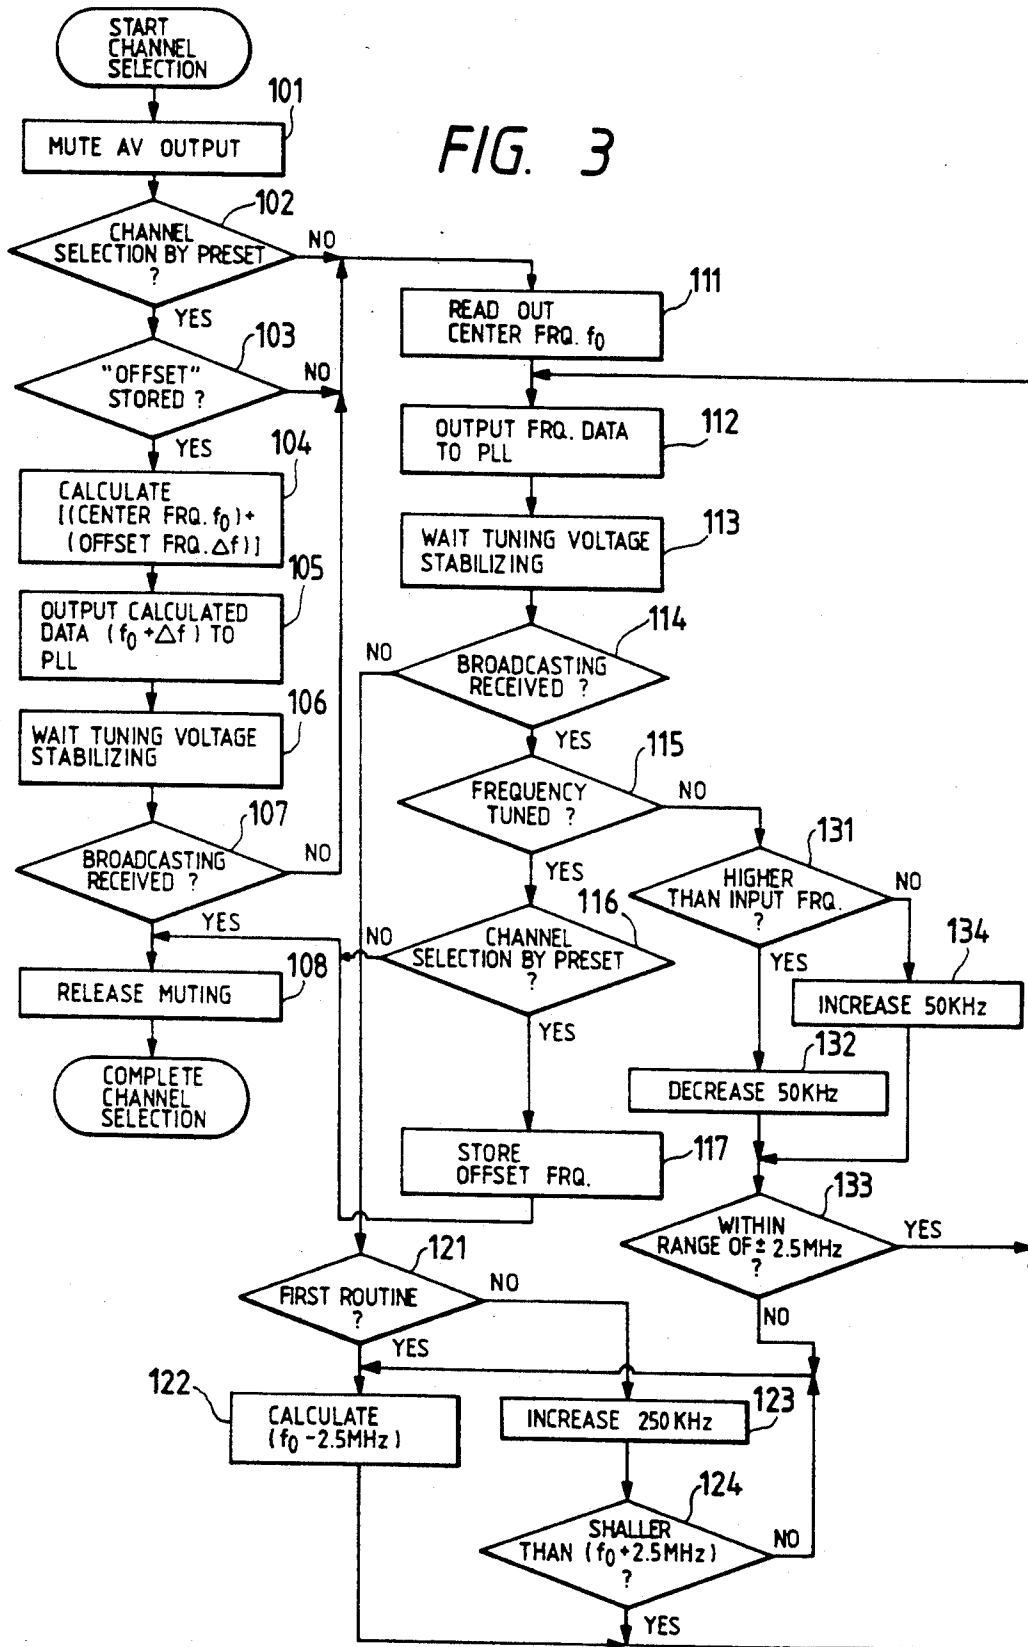 START
CHANNEL
SELECTION
101
MUTE AV OUTPUT
FIG. 3
102
CHANNEL
SELECTION BY PRESET
?
NO
YES
103
"OFFSET"
STORED ?
NO
YES
104
CALCULATE
[(CENTER FRQ. f0)+
(OFFSET FRQ. Δf)]
105
OUTPUT CALCULATED
DATA (f0 + Δf) TO
PLL
106
WAIT TUNING VOLTAGE
STABILIZING
107
BROADCASTING
RECEIVED ?
NO
YES
108
RELEASE MUTING
COMPLETE
CHANNEL
SELECTION
111
READ OUT
CENTER FRQ. f0
112
OUTPUT FRQ. DATA
TO PLL
113
WAIT TUNING VOLTAGE
STABILIZING
114
NO
BROADCASTING
RECEIVED ?
YES
115
FREQUENCY
TUNED ?
NO
YES
116
NO
CHANNEL
SELECTION BY PRESET
?
YES
117
STORE
OFFSET FRQ.
131
HIGHER
THAN INPUT FRQ.
?
NO
YES
134
INCREASE 50KHz
132
DECREASE 50KHz
133
WITHIN
RANGE OF ± 2.5MHz
?
YES
NO
121
FIRST ROUTINE
?
NO
YES
122
CALCULATE
(f0 - 2.5MHz)
123
INCREASE 250KHz
124
SHALLER
THAN (f0 + 2.5MHz)
?
NO
YES